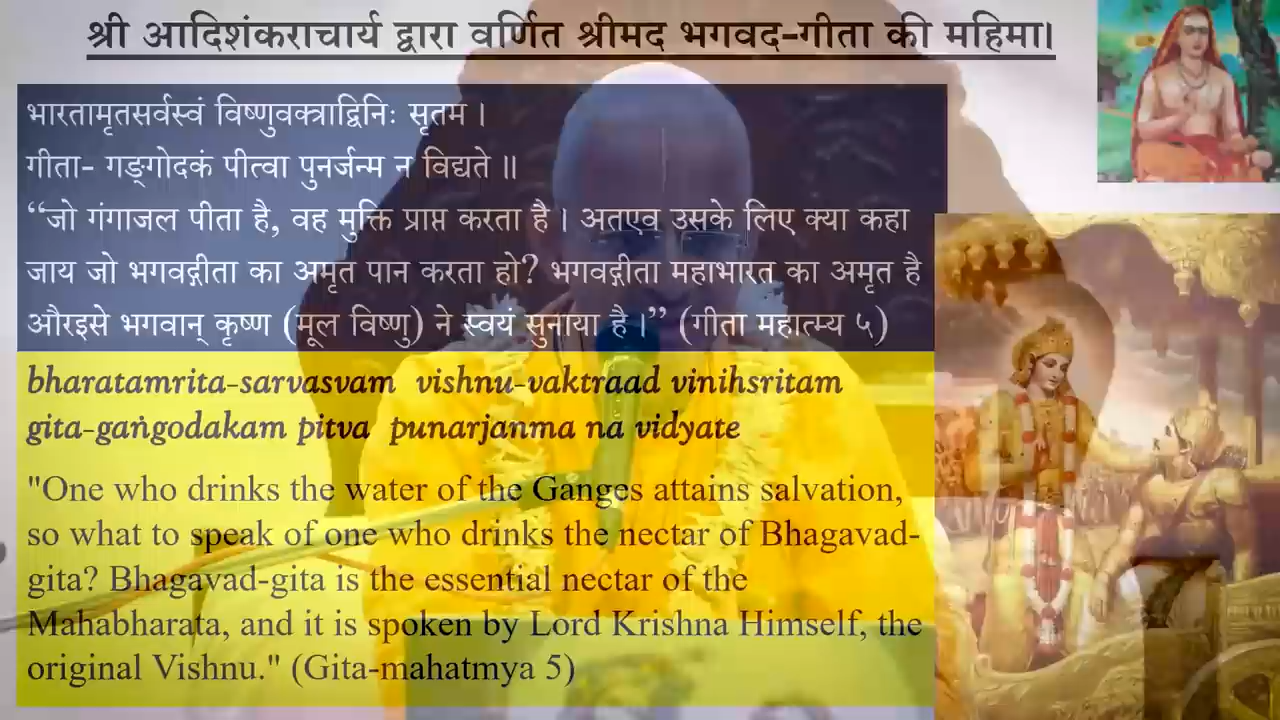 श्री आदिशंकराचार्य द्वारा वर्णित श्रीमद भगवद-गीता की महिमा।
भारतामृतसर्वस्वं विष्णुवक्त्राद्विनिः सृतम ।
गीता- गङ्गोदकं पीत्वा पुनर्जन्म न विद्यते ॥
“जो गंगाजल पीता है, वह मुक्ति प्राप्त करता है । अतएव उसके लिए क्या कहा
जाय जो भगवद्गीता का अमृत पान करता हो? भगवद्गीता महाभारत का अमृत है
औरइसे भगवान् कृष्ण (मूल विष्णु) ने स्वयं सुनाया है ।” (गीता महात्म्य ५)
bharatamrita-sarvasvam vishnu-vaktraad vinihsritam
gita-gaṅgodakam pitva punarjanma na vidyate
"One who drinks the water of the Ganges attains salvation,
so what to speak of one who drinks the nectar of Bhagavad-
gita? Bhagavad-gita is the essential nectar of the
Mahabharata, and it is spoken by Lord Krishna Himself, the
original Vishnu." (Gita-mahatmya 5)